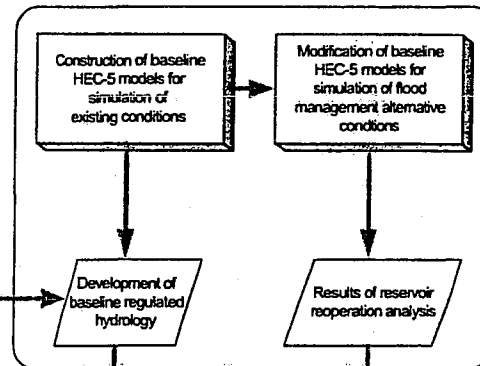 Construction of baseline
HEC-5 models for
simulation of
existing conditions
Modification of baseline
HEC-5 models for
simulation of flood
management alternative
condtions
Development of
baseline regulated
hydrology
Results of reservoir
reoperation analysis